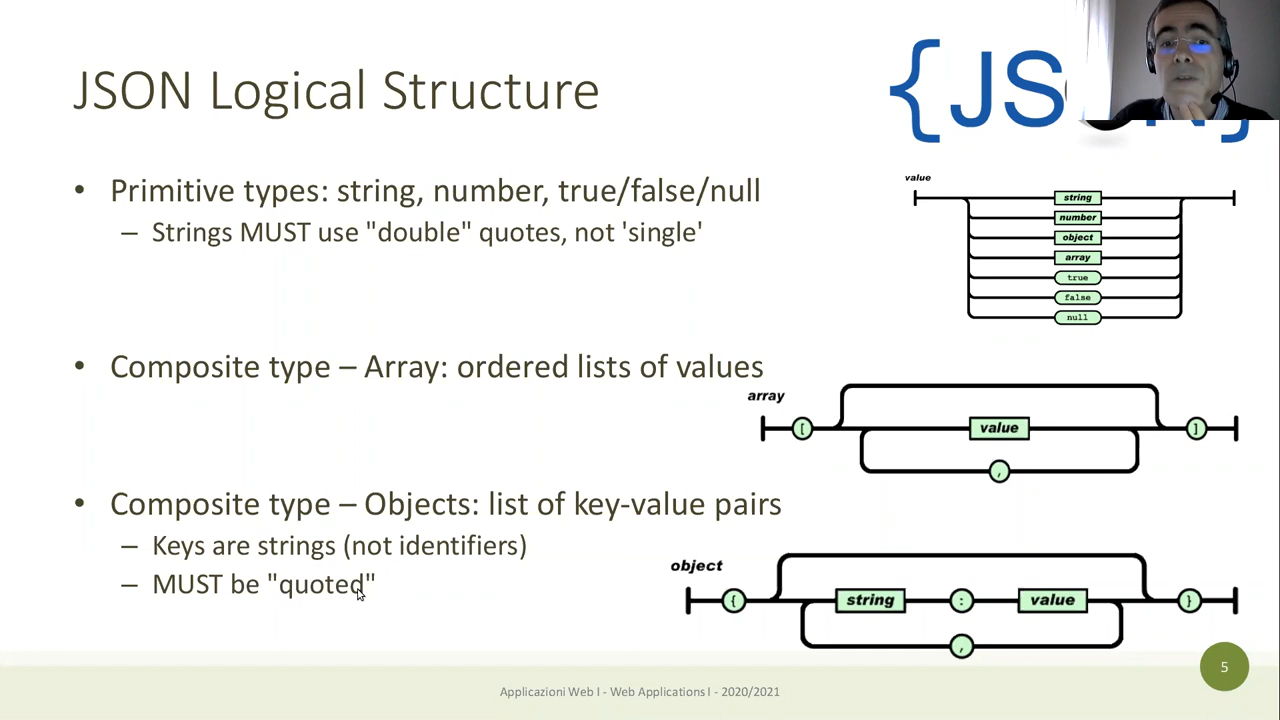 JSON Logical Structure
{JS
• Primitive types: string, number, true/false/null
– Strings MUST use "double" quotes, not 'single'
value
string
number
object
array
true
false
null
• Composite type – Array: ordered lists of values
array
[ value ]
,
• Composite type – Objects: list of key-value pairs
– Keys are strings (not identifiers)
– MUST be "quoted"
object
{ string : value }
,
5
Applicazioni Web I - Web Applications I - 2020/2021